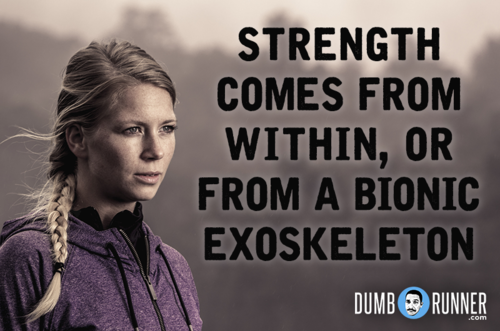 STRENGTH
COMES FROM
WITHIN, OR
FROM A BIONIC
EXOSKELETON
DUMB RUNNER
.com